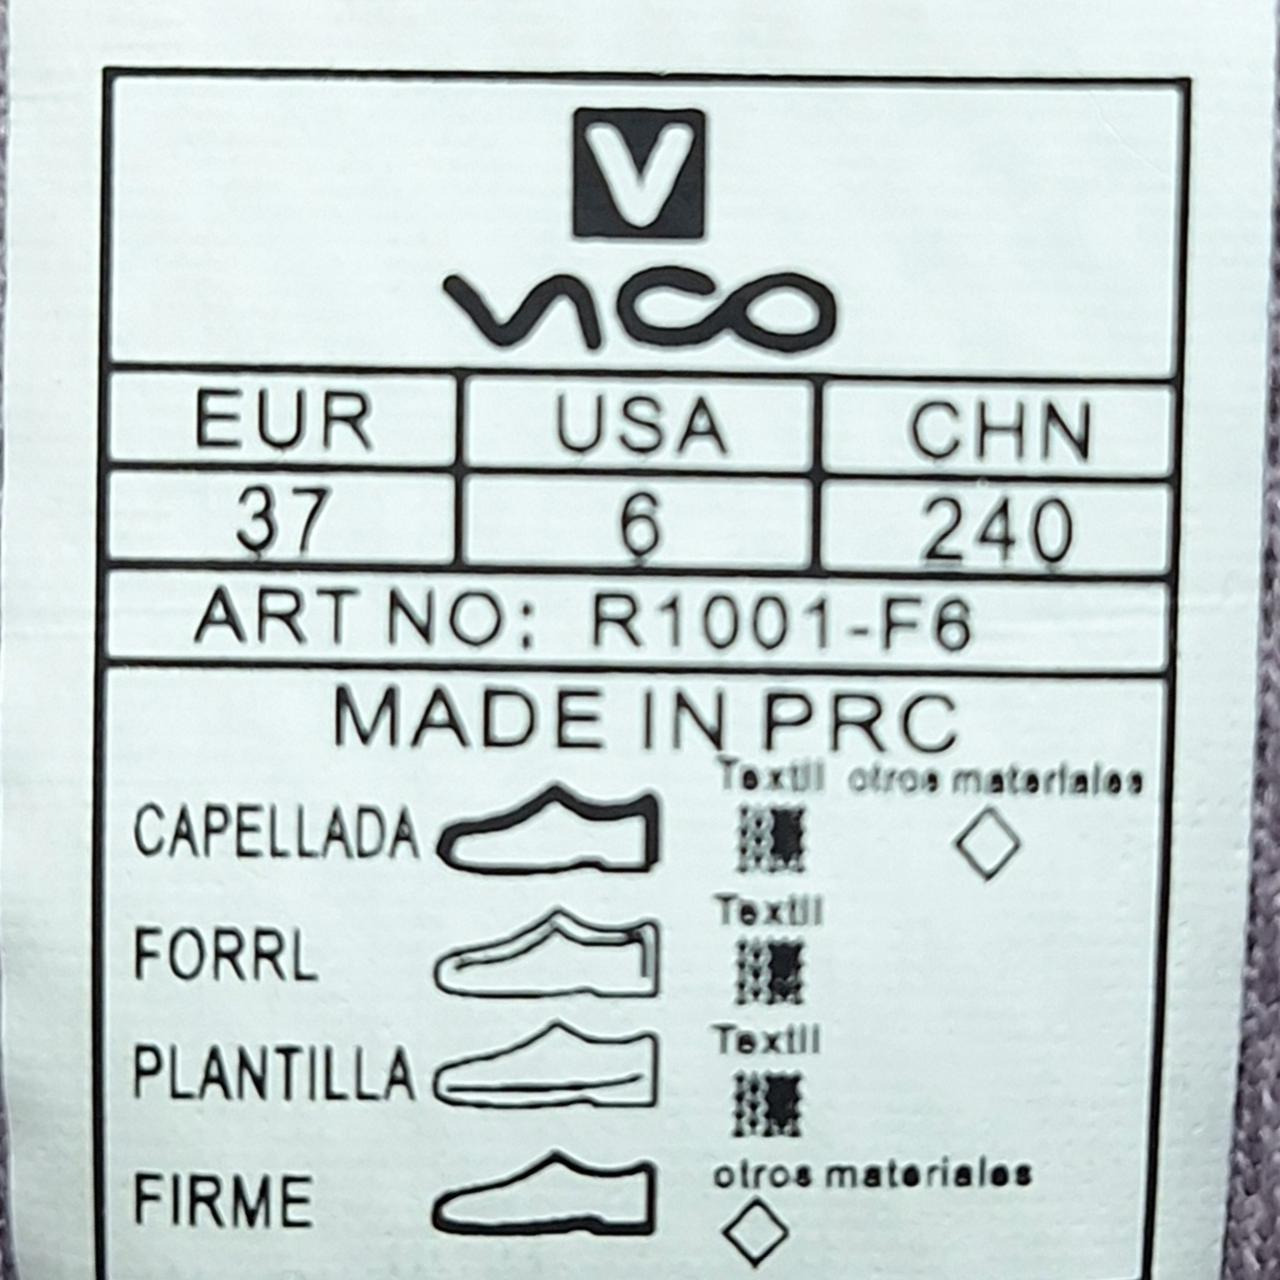 V
vico
EUR USA CHN
37 6 240
ART NO: R1001-F6
MADE IN PRC
Textil otros materiales
CAPELLADA
Textil
FORRL
Textil
PLANTILLA
otros materiales
FIRME